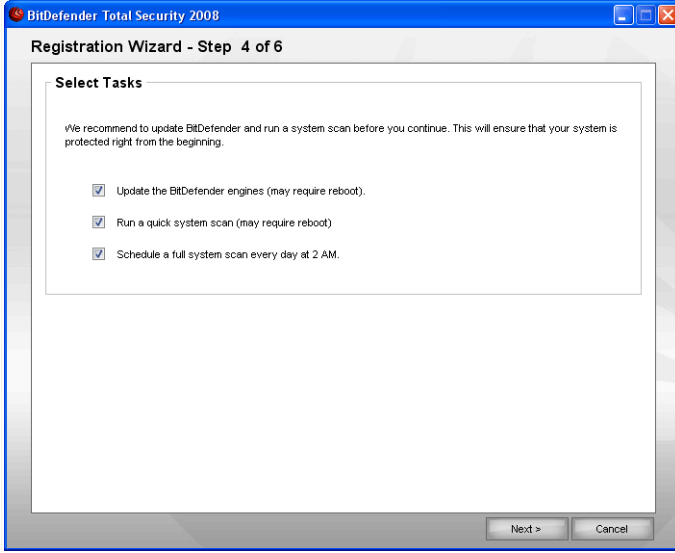 BitDefender Total Security 2008
Registration Wizard - Step 4 of 6
Select Tasks
We recommend to update BitDefender and run a system scan before you continue. This will ensure that your system is
protected right from the beginning.
Update the BitDefender engines (may require reboot).
Run a quick system scan (may require reboot)
Schedule a full system scan every day at 2 AM.
Next > Cancel